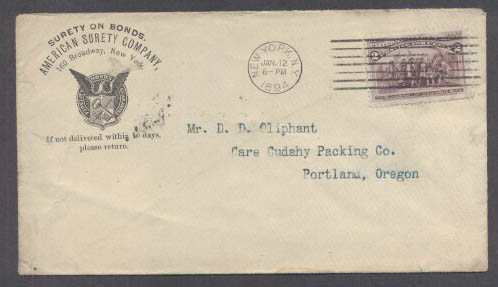 SURETY ON BONDS.
AMERICAN SURETY COMPANY,
160 Broadway, New York.
If not delivered within 10 days,
please return.
NEW YORK, N.Y.
JAN. 12
6-PM
1894
2
Mr. D. D. Oliphant
Care Cudahy Packing Co.
Portland, Oregon